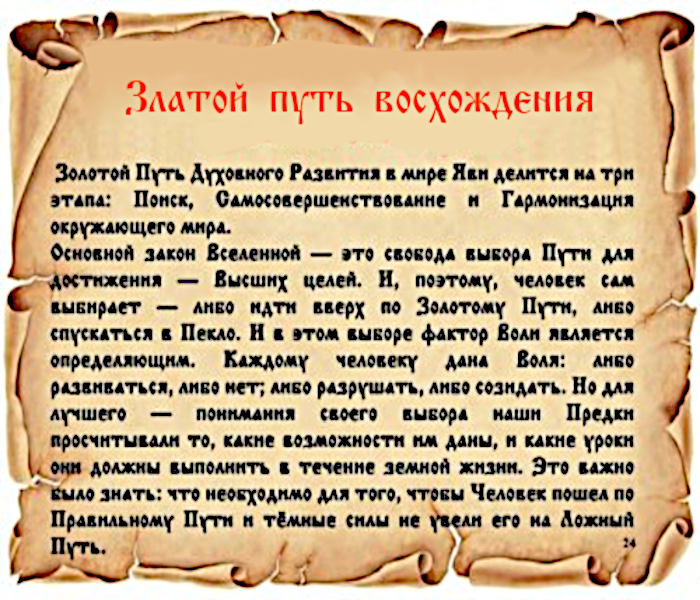 Златой путь восхождения
Золотой Путь Духовного Развития в мире Яви делится на три
этапа: Поиск, Самосовершенствование и Гармонизация
окружающего мира.
Основной закон Вселенной — это свобода выбора Пути для
достижения — Высших целей. И, поэтому, человек сам
выбирает — либо идти вверх по Золотому Пути, либо
спускаться в Пекло. И в этом выборе фактор Воли является
определяющим. Каждому человеку дана Воля: либо
развиваться, либо нет; либо разрушать, либо созидать. Но для
лучшего — понимания своего выбора наши Предки
просчитывали то, какие возможности им даны, и какие уроки
они должны выполнить в течение земной жизни. Это важно
было знать: что необходимо для того, чтобы Человек пошел по
Правильному Пути и тёмные силы не увели его на Ложный
Путь.
24